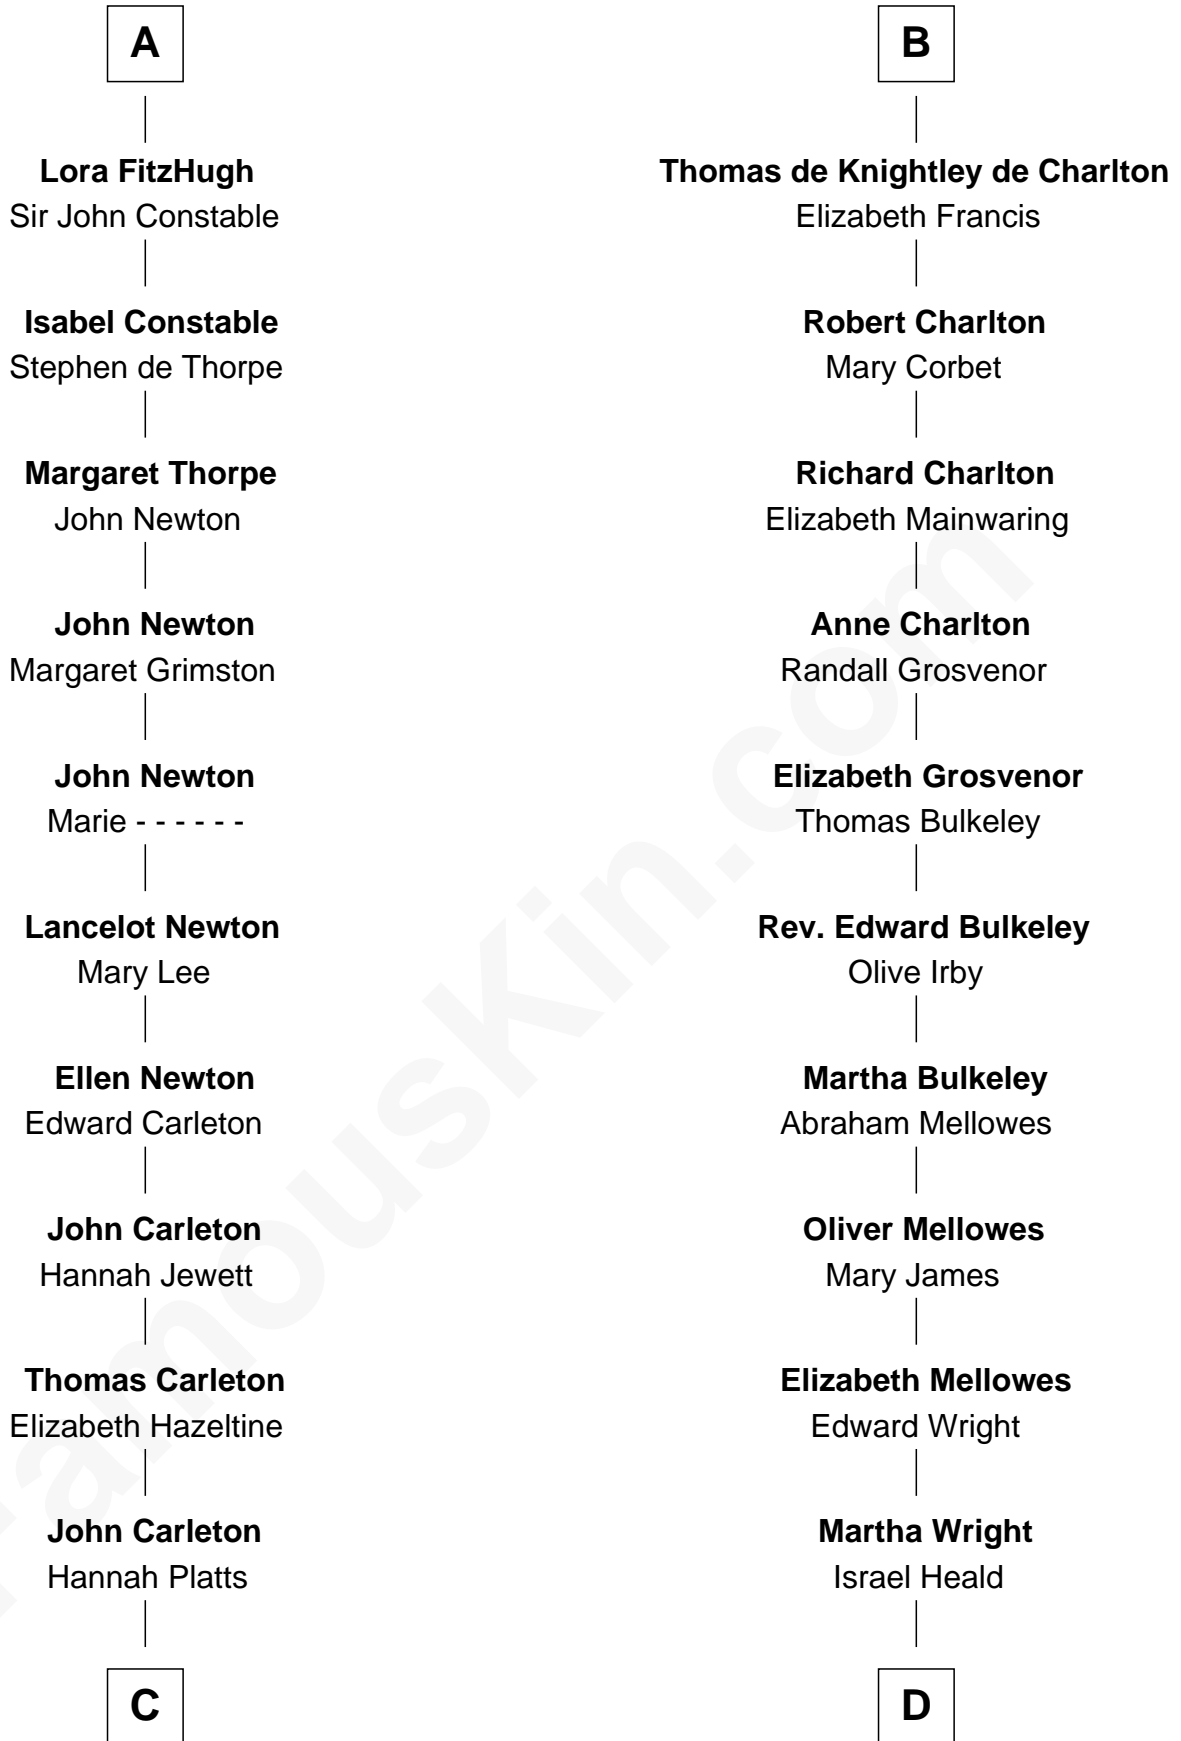 A
Lora FitzHugh
Sir John Constable
Isabel Constable
Stephen de Thorpe
Margaret Thorpe
John Newton
John Newton
Margaret Grimston
John Newton
Marie - - - - - -
Lancelot Newton
Mary Lee
Ellen Newton
Edward Carleton
John Carleton
Hannah Jewett
Thomas Carleton
Elizabeth Hazeltine
John Carleton
Hannah Platts
C
B
Thomas de Knightley de Charlton
Elizabeth Francis
Robert Charlton
Mary Corbet
Richard Charlton
Elizabeth Mainwaring
Anne Charlton
Randall Grosvenor
Elizabeth Grosvenor
Thomas Bulkeley
Rev. Edward Bulkeley
Olive Irby
Martha Bulkeley
Abraham Mellowes
Oliver Mellowes
Mary James
Elizabeth Mellowes
Edward Wright
Martha Wright
Israel Heald
D
FamousKin.com